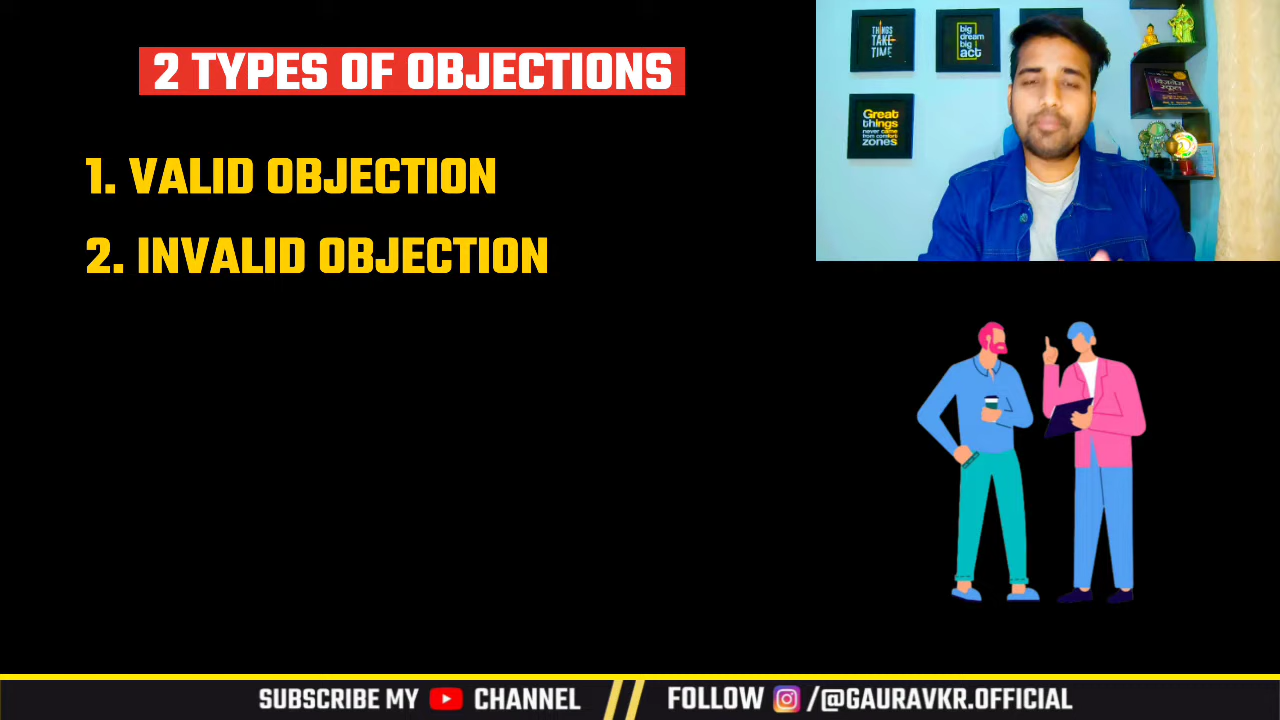 2 TYPES OF OBJECTIONS
1. VALID OBJECTION
2. INVALID OBJECTION
THINGS
TAKE
TIME
big
dream
big
act
Great
things
never came
from comfort
zones
SUBSCRIBE MY CHANNEL // FOLLOW /@GAURAVKR.OFFICIAL